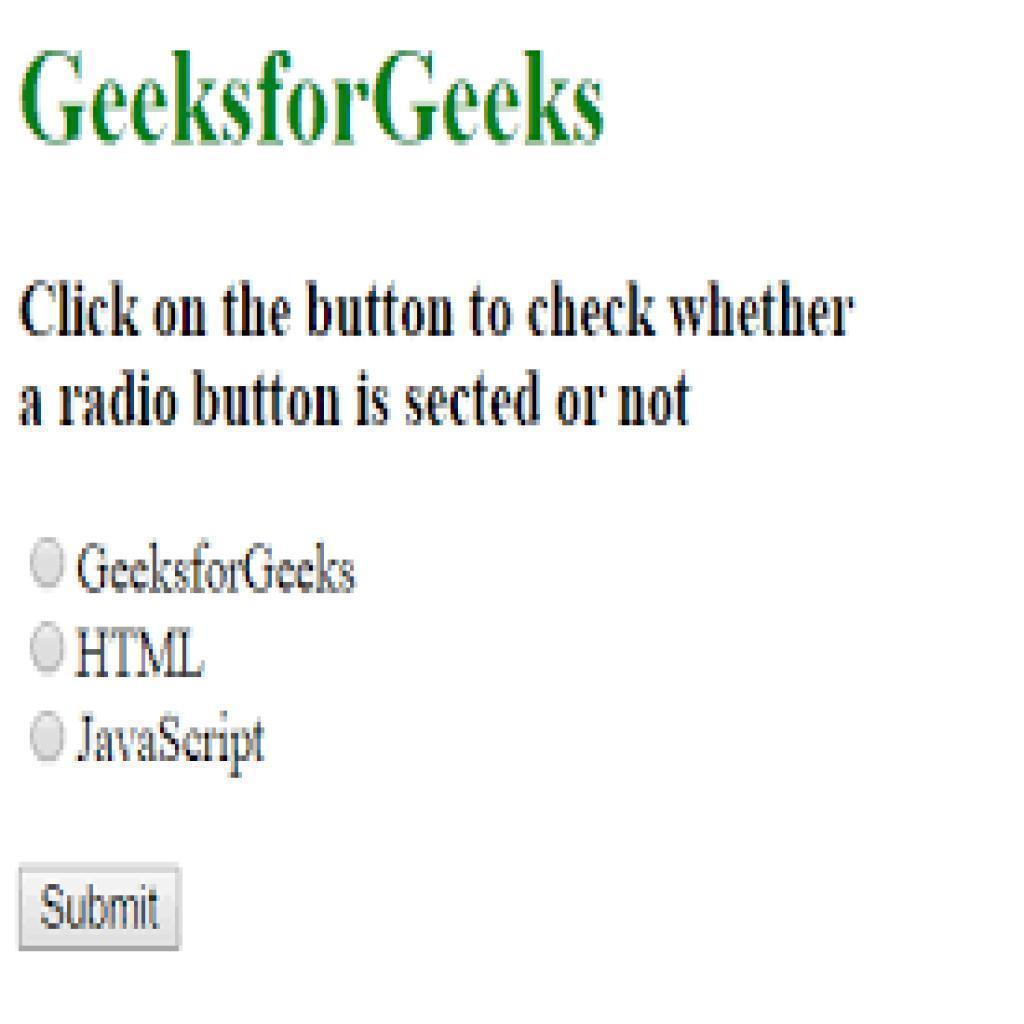 GeeksforGeeks
Click on the button to check whether
a radio button is sected or not
GeeksforGeeks
HTML
JavaScript
Submit